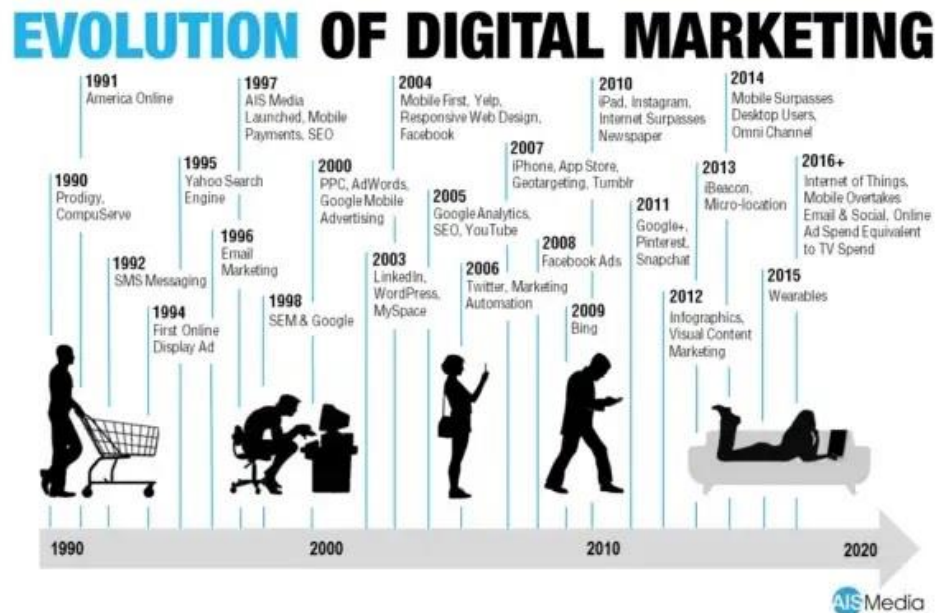 EVOLUTION OF DIGITAL MARKETING
1990
Prodigy,
CompuServe
1991
America Online
1992
SMS Messaging
1994
First Online
Display Ad
1995
Yahoo Search
Engine
1996
Email
Marketing
1997
AIS Media
Launched, Mobile
Payments, SEO
1998
SEM & Google
2000
PPC, AdWords,
Google Mobile
Advertising
2003
LinkedIn,
WordPress,
MySpace
2004
Mobile First, Yelp,
Responsive Web Design,
Facebook
2005
Google Analytics,
SEO, YouTube
2006
Twitter, Marketing
Automation
2007
iPhone, App Store,
Geotargeting, Tumblr
2008
Facebook Ads
2009
Bing
2010
iPad, Instagram,
Internet Surpasses
Newspaper
2011
Google+,
Pinterest,
Snapchat
2012
Infographics,
Visual Content
Marketing
2013
iBeacon,
Micro-location
2014
Mobile Surpasses
Desktop Users,
Omni Channel
2015
Wearables
2016+
Internet of Things,
Mobile Overtakes
Email & Social, Online
Ad Spend Equivalent
to TV Spend
1990 2000 2010 2020
AISMedia